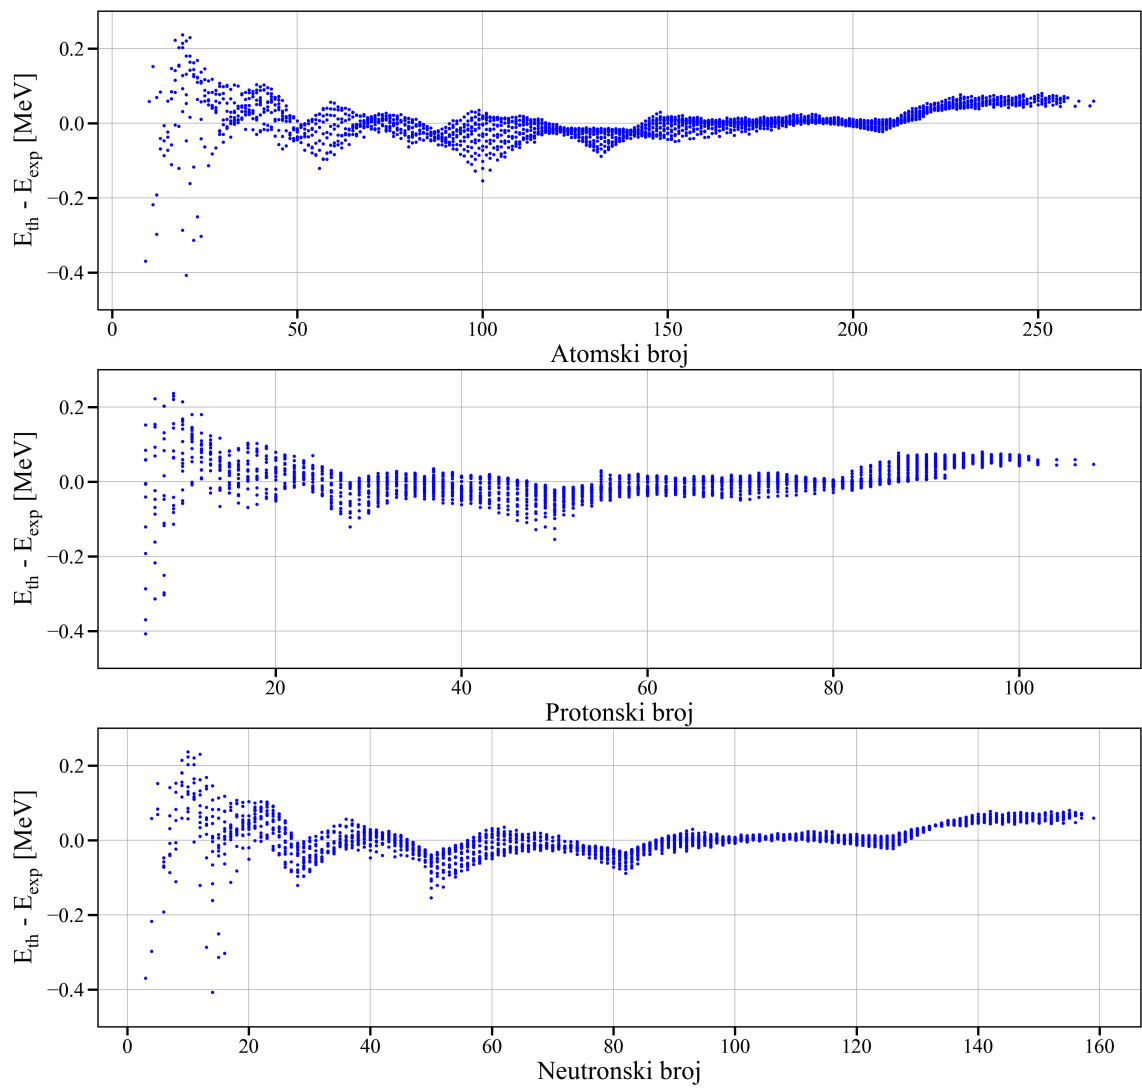 E_th - E_exp [MeV]
0.2
0.0
−0.2
−0.4
0 50 100 150 200 250
Atomski broj
E_th - E_exp [MeV]
0.2
0.0
−0.2
−0.4
20 40 60 80 100
Protonski broj
E_th - E_exp [MeV]
0.2
0.0
−0.2
−0.4
0 20 40 60 80 100 120 140 160
Neutronski broj